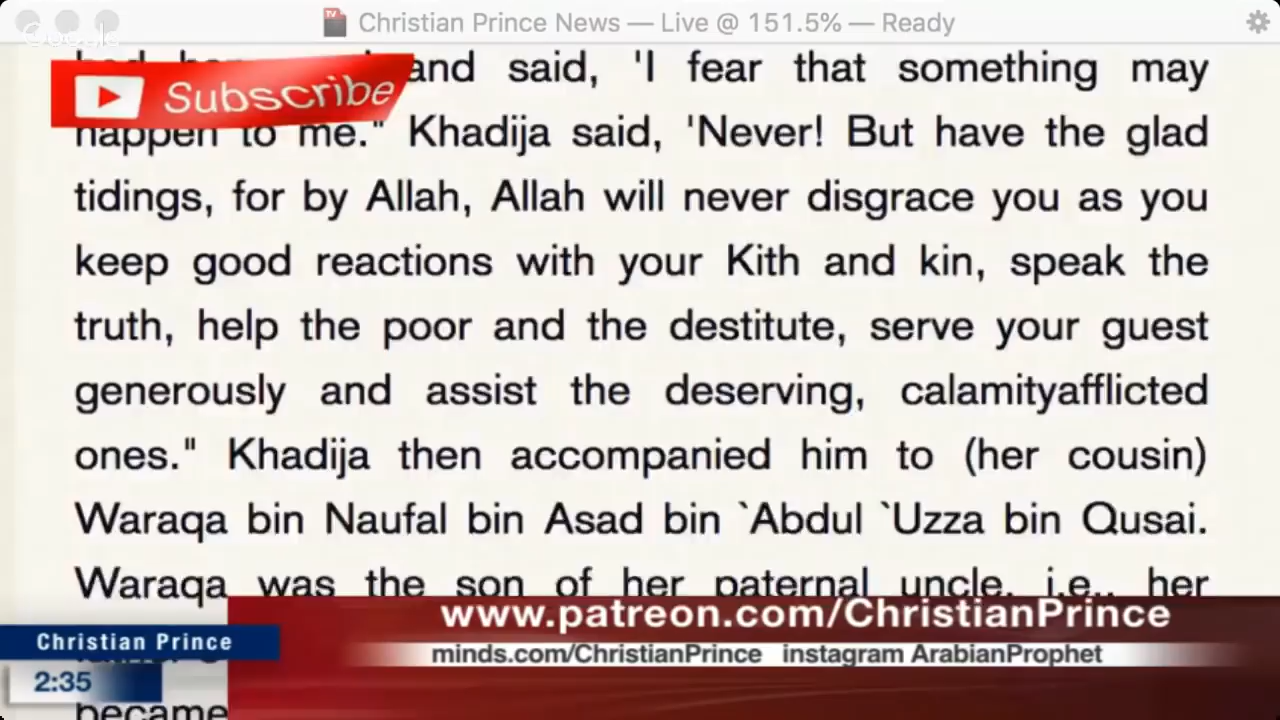 Christian Prince News — Live @ 151.5% — Ready
Google
and said, 'I fear that something may
Subscribe
happen to me." Khadija said, 'Never! But have the glad
tidings, for by Allah, Allah will never disgrace you as you
keep good reactions with your Kith and kin, speak the
truth, help the poor and the destitute, serve your guest
generously and assist the deserving, calamityafflicted
ones." Khadija then accompanied him to (her cousin)
Waraqa bin Naufal bin Asad bin `Abdul `Uzza bin Qusai.
Waraqa was the son of her paternal uncle, i.e., her
www.patreon.com/ChristianPrince
Christian Prince
minds.com/ChristianPrince instagram ArabianProphet
2:35
became